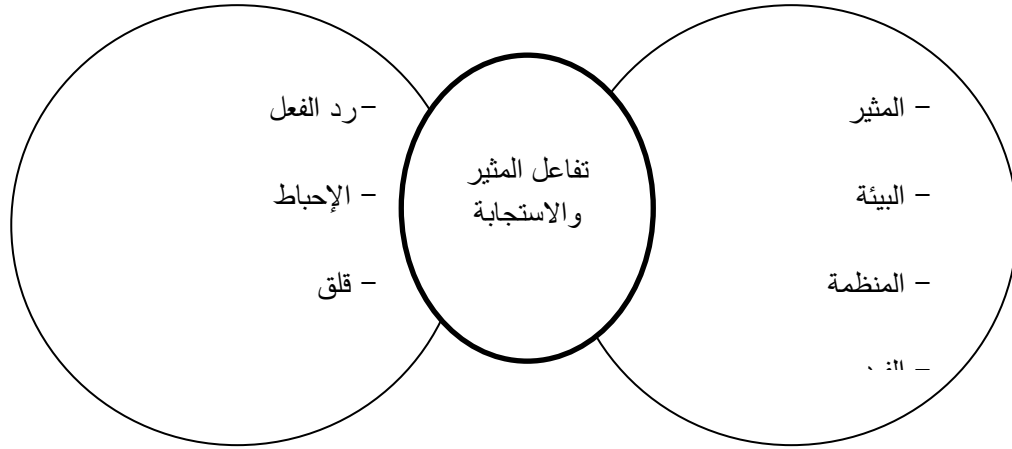 - المثير
- البيئة
- المنظمة
تفاعل المثير
والاستجابة
-رد الفعل
- الإحباط
- قلق